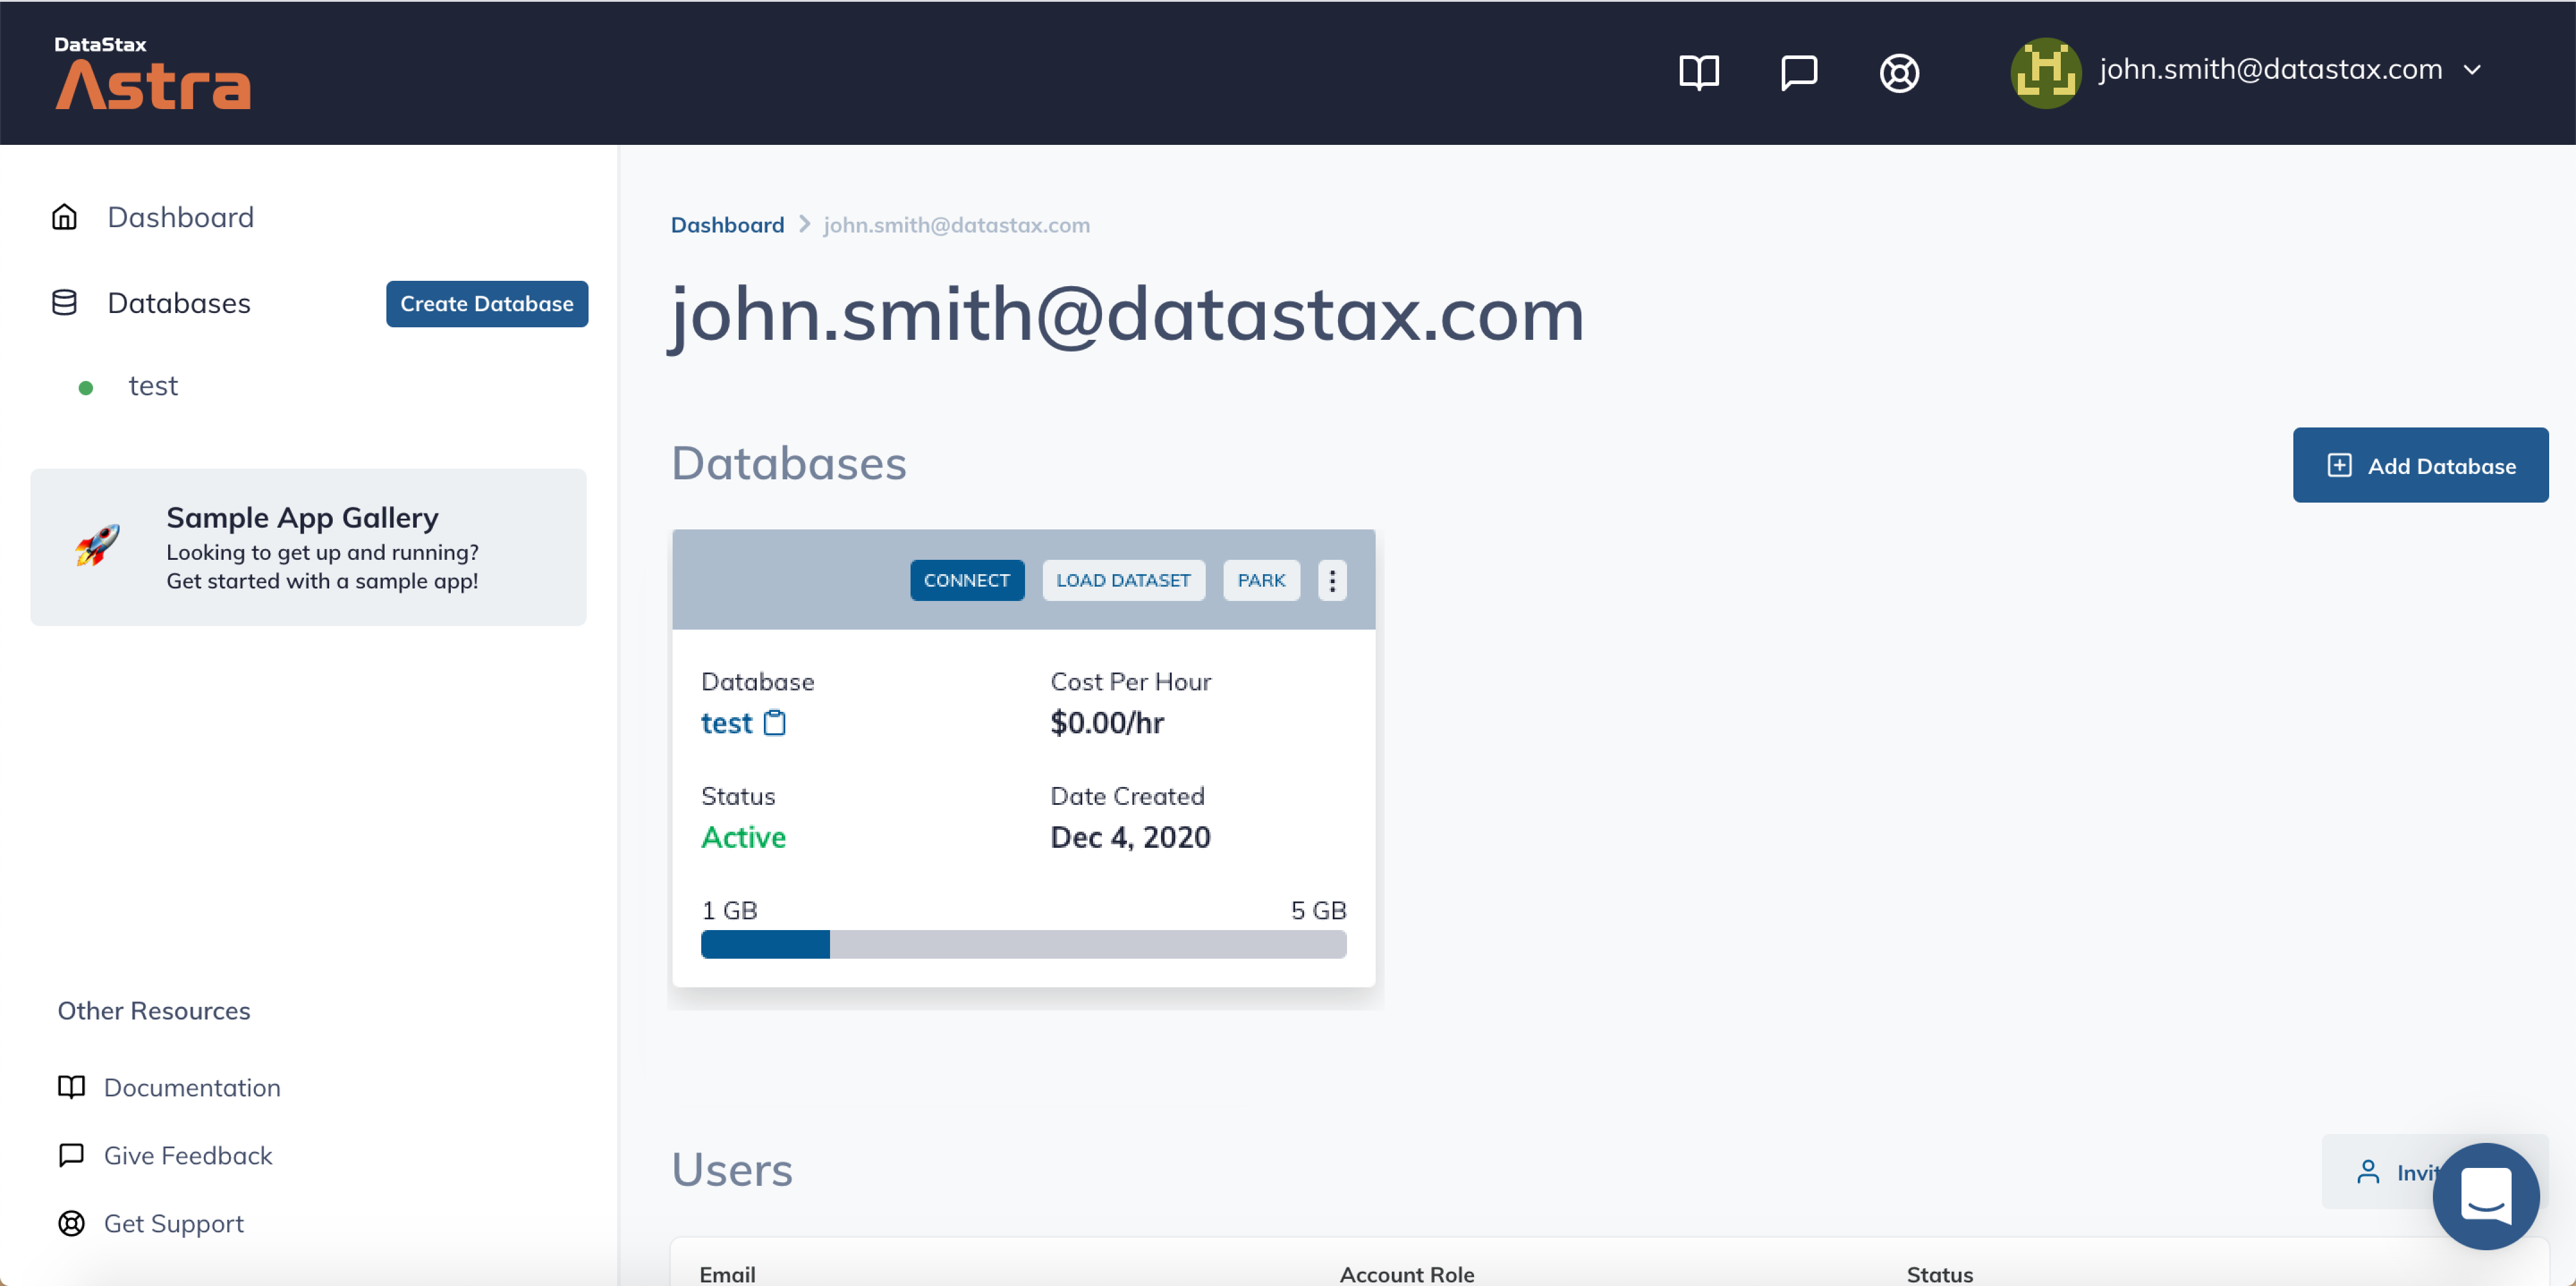 DataStax
Astra
john.smith@datastax.com
Dashboard
Databases
Create Database
test
Sample App Gallery
Looking to get up and running?
Get started with a sample app!
Other Resources
Documentation
Give Feedback
Get Support
Dashboard john.smith@datastax.com
john.smith@datastax.com
Databases
Add Database
CONNECT LOAD DATASET PARK
Database Cost Per Hour
test $0.00/hr
Status Date Created
Active Dec 4, 2020
1 GB 5 GB
Users
Email Account Role Status